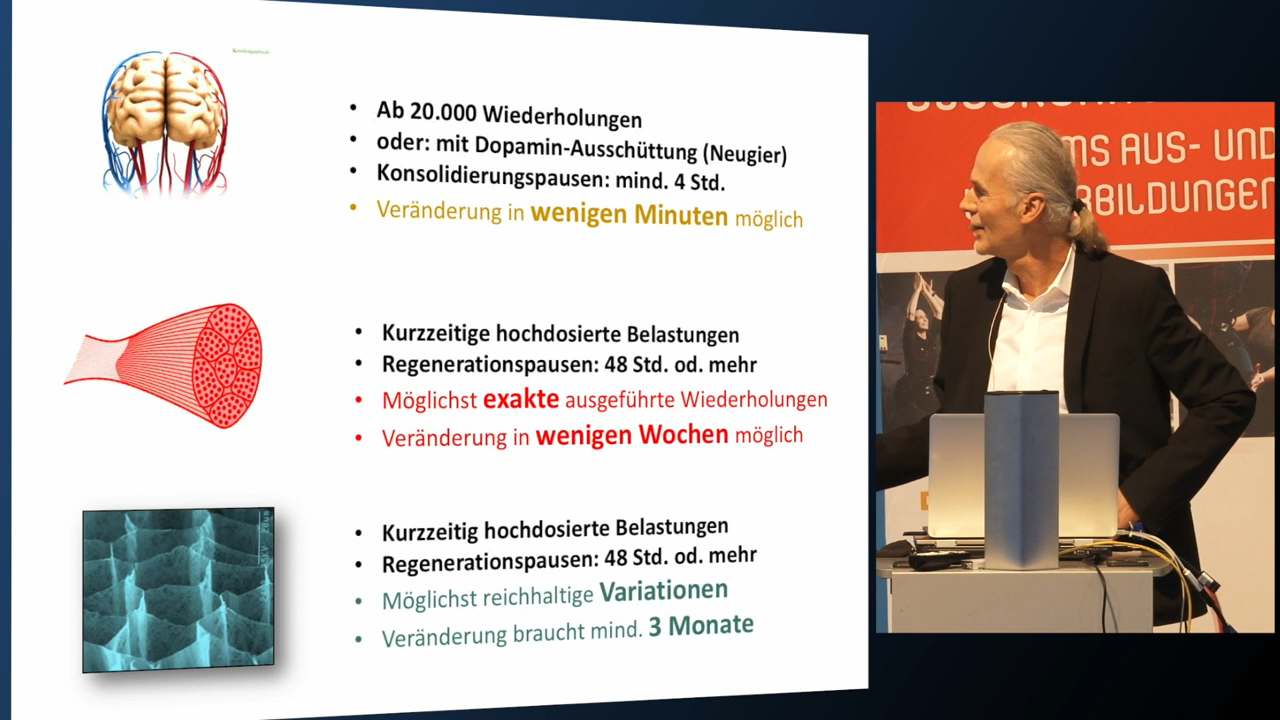 • Ab 20.000 Wiederholungen
• oder: mit Dopamin-Ausschüttung (Neugier)
• Konsolidierungspausen: mind. 4 Std.
• Veränderung in wenigen Minuten möglich
• Kurzzeitige hochdosierte Belastungen
• Regenerationspausen: 48 Std. od. mehr
• Möglichst exakte ausgeführte Wiederholungen
• Veränderung in wenigen Wochen möglich
• Kurzzeitig hochdosierte Belastungen
• Regenerationspausen: 48 Std. od. mehr
• Möglichst reichhaltige Variationen
• Veränderung braucht mind. 3 Monate
AUS- UND